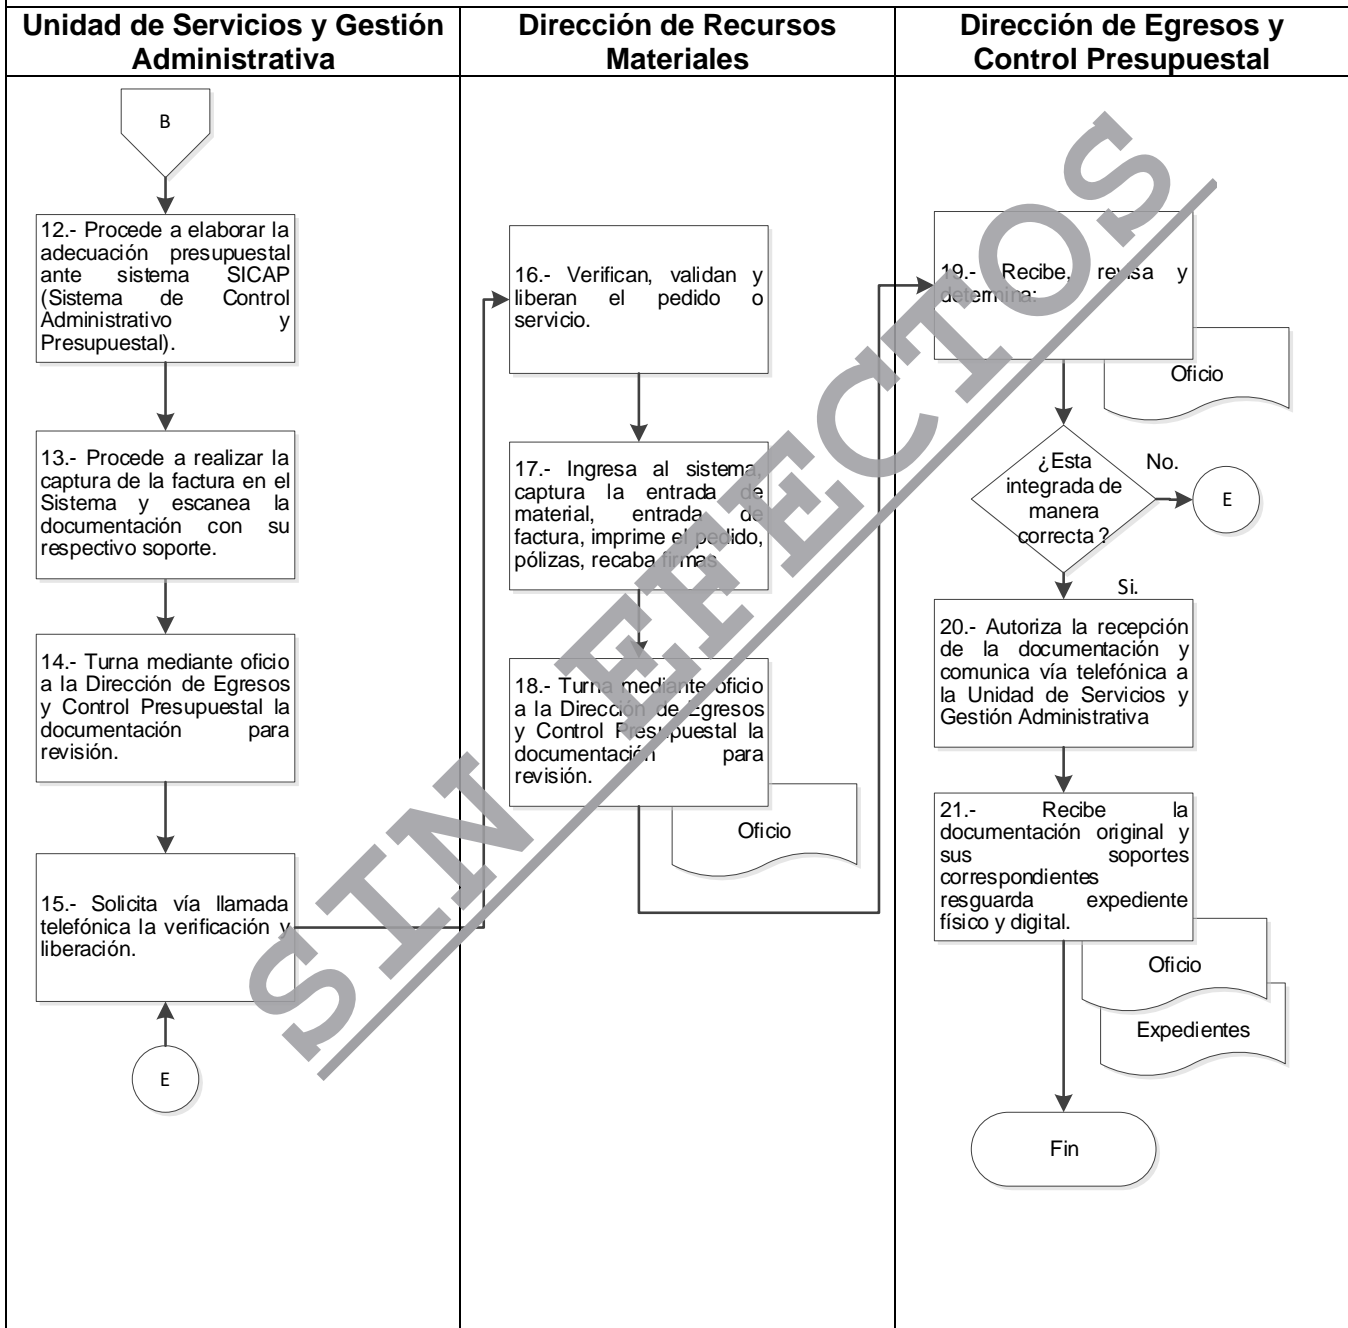 Unidad de Servicios y Gestión
Administrativa
Dirección de Recursos
Materiales
Dirección de Egresos y
Control Presupuestal
B
12.- Procede a elaborar la
adecuación presupuestal
ante sistema SICAP
(Sistema de Control
Administrativo y
Presupuestal).
13.- Procede a realizar la
captura de la factura en el
Sistema y escanea la
documentación con su
respectivo soporte.
14.- Turna mediante oficio
a la Dirección de Egresos
y Control Presupuestal la
documentación para
revisión.
15.- Solicita vía llamada
telefónica la verificación y
liberación.
E
16.- Verifican, validan y
liberan el pedido o
servicio.
17.- Ingresa al sistema,
captura la entrada de
material, entrada de
factura, imprime el pedido,
pólizas, recaba firmas
18.- Turna mediante oficio
a la Dirección de Egresos
y Control Presupuestal la
documentación para
revisión.
Oficio
19.- Recibe, revisa y
determina:
Oficio
¿Esta
integrada de
manera
correcta ?
No.
E
Si.
20.- Autoriza la recepción
de la documentación y
comunica vía telefónica a
la Unidad de Servicios y
Gestión Administrativa
21.- Recibe la
documentación original y
sus soportes
correspondientes
resguarda expediente
físico y digital.
Oficio
Expedientes
Fin
SIN EFECTOS